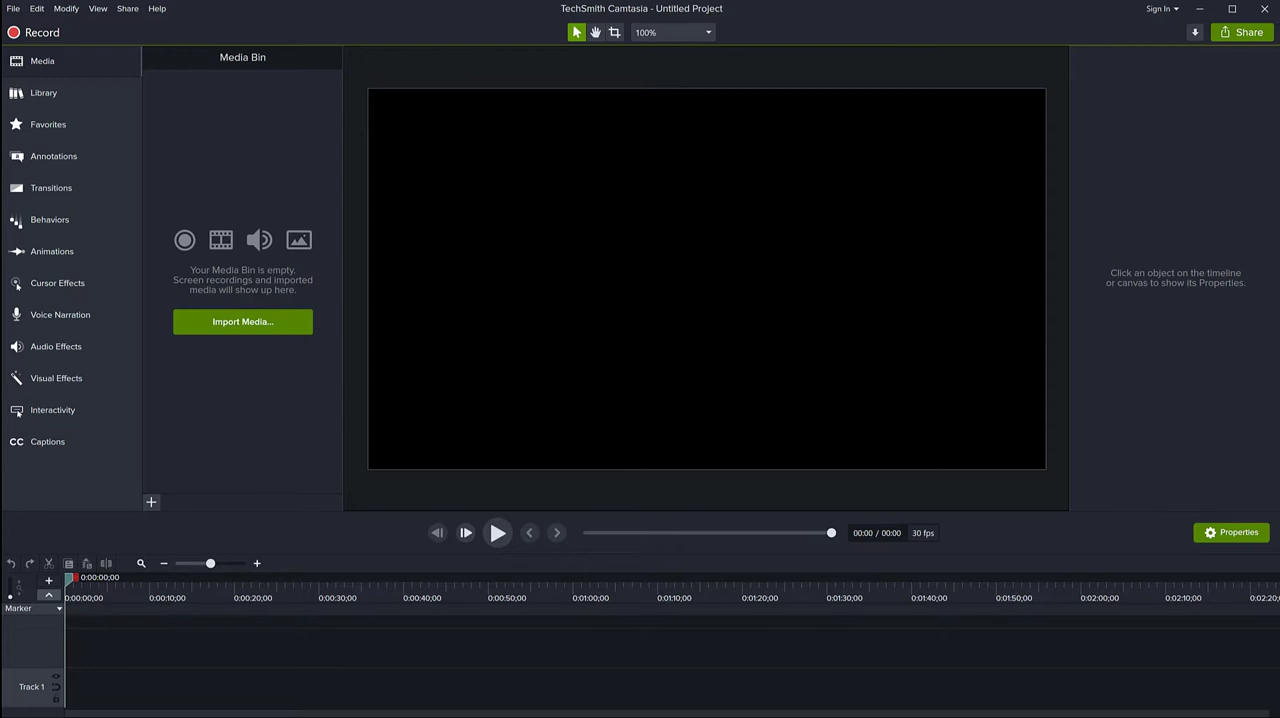 File Edit Modify View Share Help
TechSmith Camtasia - Untitled Project
Sign In
Record
100%
Share
Media
Library
Favorites
Annotations
Transitions
Behaviors
Animations
Cursor Effects
Voice Narration
Audio Effects
Visual Effects
Interactivity
CC Captions
Media Bin
Your Media Bin is empty.
Screen recordings and imported
media will show up here.
Import Media...
Click an object on the timeline
or canvas to show its Properties.
00:00 / 00:00 30 fps
Properties
0:00:00;00
0:00:00;00 0:00:10;00 0:00:20;00 0:00:30;00 0:00:40;00 0:00:50;00 0:01:00;00 0:01:10;00 0:01:20;00 0:01:30;00 0:01:40;00 0:01:50;00 0:02:00;00 0:02:10;00 0:02:20;
Marker
Track 1